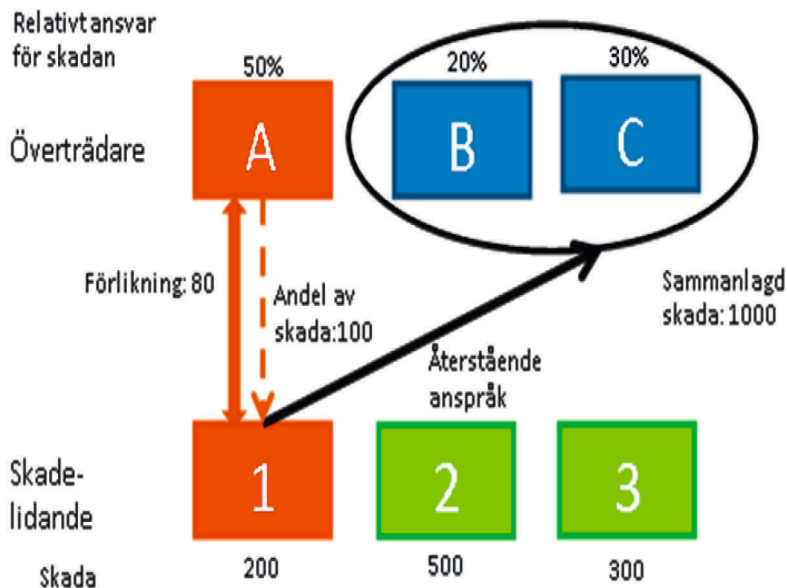 Relativt ansvar
för skadan
50%
20%
30%
Överträdare
A
B
C
Förlikning: 80
Andel av
skada:100
Sammanlagd
skada: 1000
Återstående
anspråk
Skade-
lidande
1
2
3
Skada
200
500
300